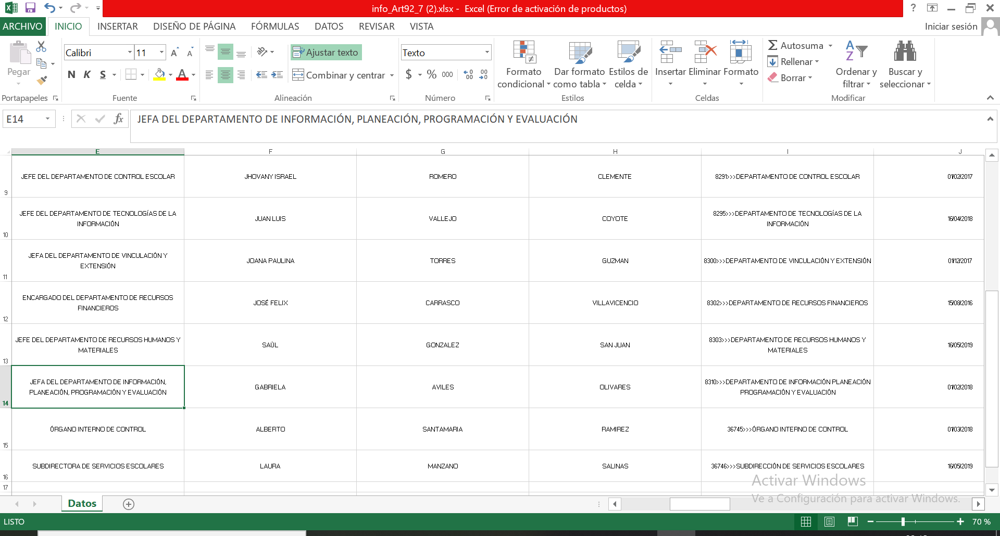 info_Art92_7 (2).xlsx -  Excel (Error de activación de productos)
?
ARCHIVO INICIO INSERTAR DISEÑO DE PÁGINA FÓRMULAS DATOS REVISAR VISTA Iniciar sesión
Pegar
Calibri 11
N K S
Ajustar texto
Combinar y centrar
Texto
$ % 000
Formato condicional
Dar formato como tabla
Estilos de celda
Insertar Eliminar Formato
Autosuma
Rellenar
Borrar
Ordenar y filtrar
Buscar y seleccionar
Portapapeles Fuente Alineación Número Estilos Celdas Modificar
E14 fx JEFA DEL DEPARTAMENTO DE INFORMACIÓN, PLANEACIÓN, PROGRAMACIÓN Y EVALUACIÓN
E F G H I J
9 JEFE DEL DEPARTAMENTO DE CONTROL ESCOLAR JHOVANY ISRAEL ROMERO CLEMENTE 8291>>>DEPARTAMENTO DE CONTROL ESCOLAR 01/02/2017
10 JEFE DEL DEPARTAMENTO DE TECNOLOGÍAS DE LA INFORMACIÓN JUAN LUIS VALLEJO COYOTE 8295>>>DEPARTAMENTO DE TECNOLOGÍAS DE LA INFORMACIÓN 16/04/2018
11 JEFA DEL DEPARTAMENTO DE VINCULACIÓN Y EXTENSIÓN JOANA PAULINA TORRES GUZMAN 8300>>>DEPARTAMENTO DE VINCULACIÓN Y EXTENSIÓN 01/12/2017
12 ENCARGADO DEL DEPARTAMENTO DE RECURSOS FINANCIEROS JOSÉ FELIX CARRASCO VILLAVICENCIO 8302>>>DEPARTAMENTO DE RECURSOS FINANCIEROS 15/08/2016
13 JEFE DEL DEPARTAMENTO DE RECURSOS HUMANOS Y MATERIALES SAÙL GONZALEZ SAN JUAN 8303>>>DEPARTAMENTO DE RECURSOS HUMANOS Y MATERIALES 16/05/2019
14 JEFA DEL DEPARTAMENTO DE INFORMACIÓN, PLANEACIÓN, PROGRAMACIÓN Y EVALUACIÓN GABRIELA AVILES OLIVARES 8310>>>DEPARTAMENTO DE INFORMACIÓN PLANEACIÓN PROGRAMACIÓN Y EVALUACIÓN 01/02/2018
15 ÓRGANO INTERNO DE CONTROL ALBERTO SANTAMARIA RAMIREZ 36745>>>ÓRGANO INTERNO DE CONTROL 01/03/2018
16 SUBDIRECTORA DE SERVICIOS ESCOLARES LAURA MANZANO SALINAS 36746>>>SUBDIRECCIÓN DE SERVICIOS ESCOLARES 16/05/2019
17
Activar Windows
Ve a Configuración para activar Windows.
Datos
LISTO 70 %